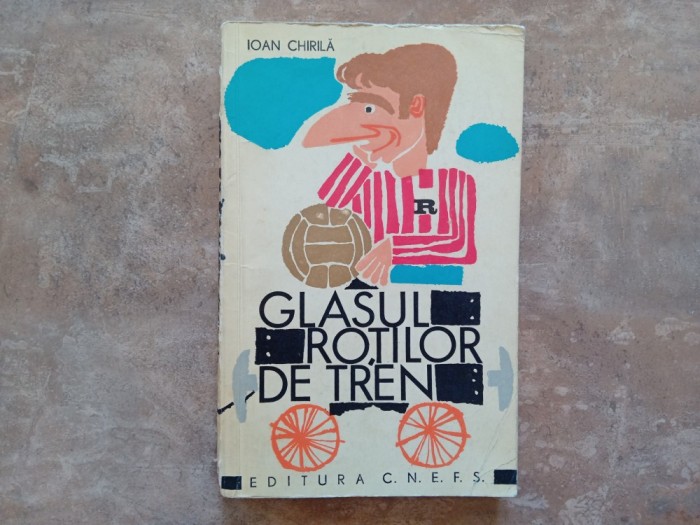 IOAN CHIRILĂ
R
GLASUL
ROȚILOR
DE TREN
EDITURA C.N.E.F.S.